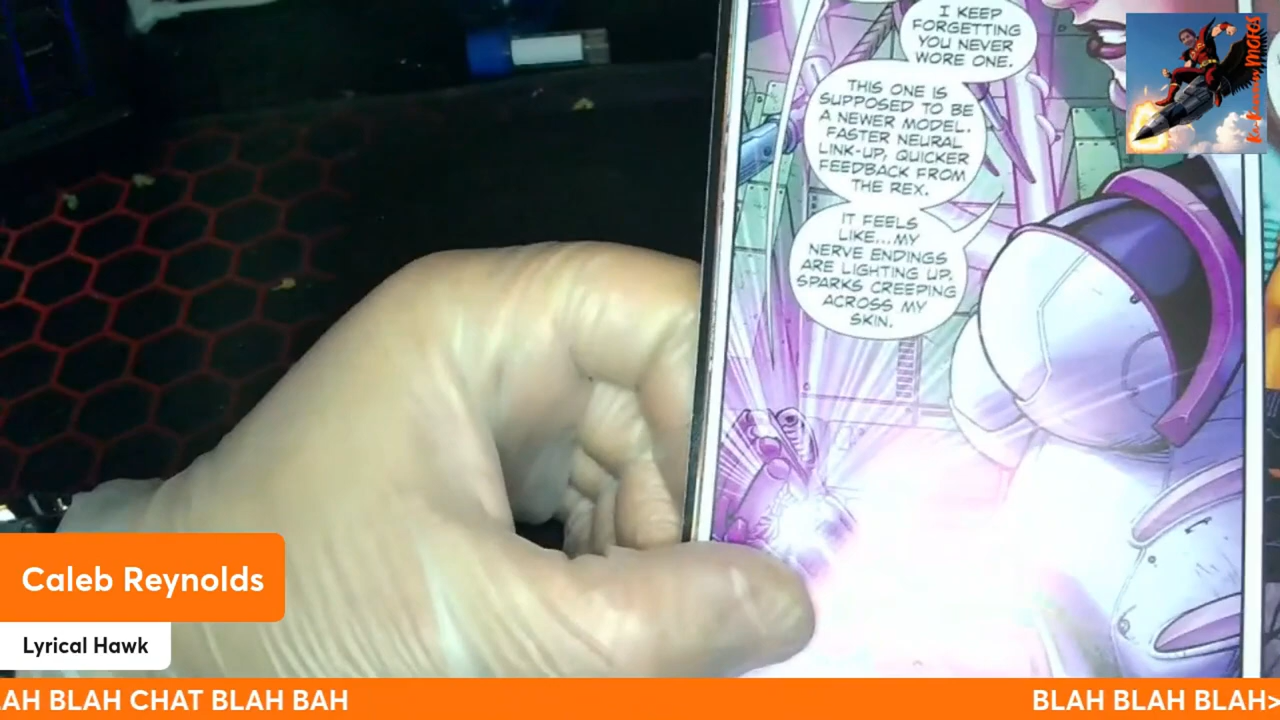 I KEEP
FORGETTING
YOU NEVER
WORE ONE.
THIS ONE IS
SUPPOSED TO BE
A NEWER MODEL.
FASTER NEURAL
LINK-UP, QUICKER
FEEDBACK FROM
THE REX.
IT FEELS
LIKE...MY
NERVE ENDINGS
ARE LIGHTING UP.
SPARKS CREEPING
ACROSS MY
SKIN.
Caleb Reynolds
Lyrical Hawk
AH BLAH CHAT BLAH BAH
BLAH BLAH BLAH>